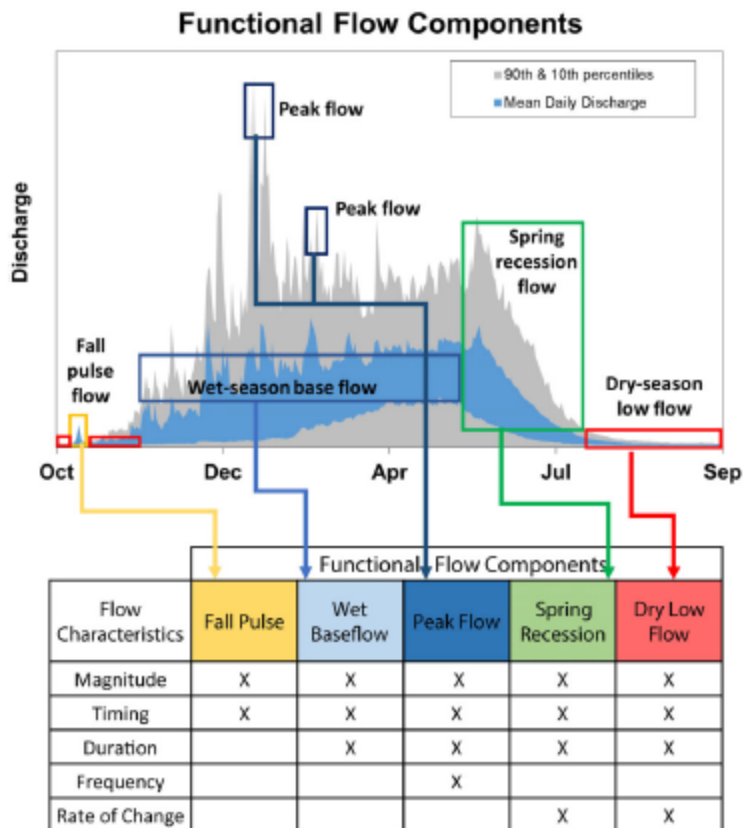 Functional Flow Components
90th & 10th percentiles
Mean Daily Discharge
Peak flow
Peak flow
Spring
recession
flow
Fall
pulse
flow
Wet-season base flow
Dry-season
low flow
Discharge
Oct Dec Apr Jul Sep
Functional Flow Components
Flow
Characteristics
Fall Pulse
Wet
Baseflow
Peak Flow
Spring
Recession
Dry Low
Flow
Magnitude X X X X X
Timing X X X X X
Duration X X X X
Frequency X
Rate of Change X X